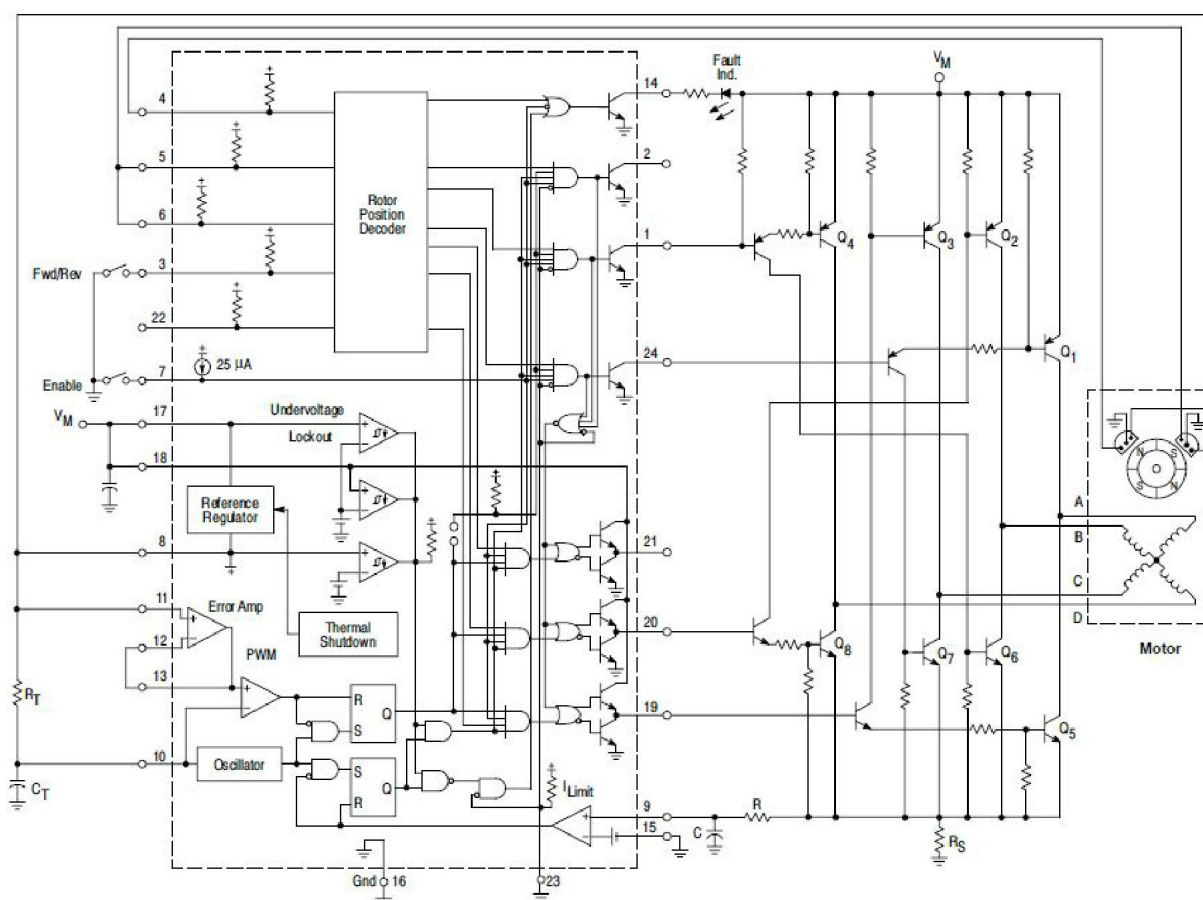 14
Fault
Ind.
VM
4
2
5
Rotor
Position
Decoder
6
1
Q4
Q3
Q2
Fwd/Rev
3
22
24
Q1
Enable
7
25 µA
VM
17
Undervoltage
Lockout
18
N
S
S
N
Reference
Regulator
A
B
8
21
C
11
Error Amp
D
Thermal
Shutdown
12
20
PWM
Motor
Q8
Q7
Q6
13
RT
R
Q
S
19
Q5
10
Oscillator
S
Q
R
CT
ILimit
9
R
15
C
RS
Gnd
16
23